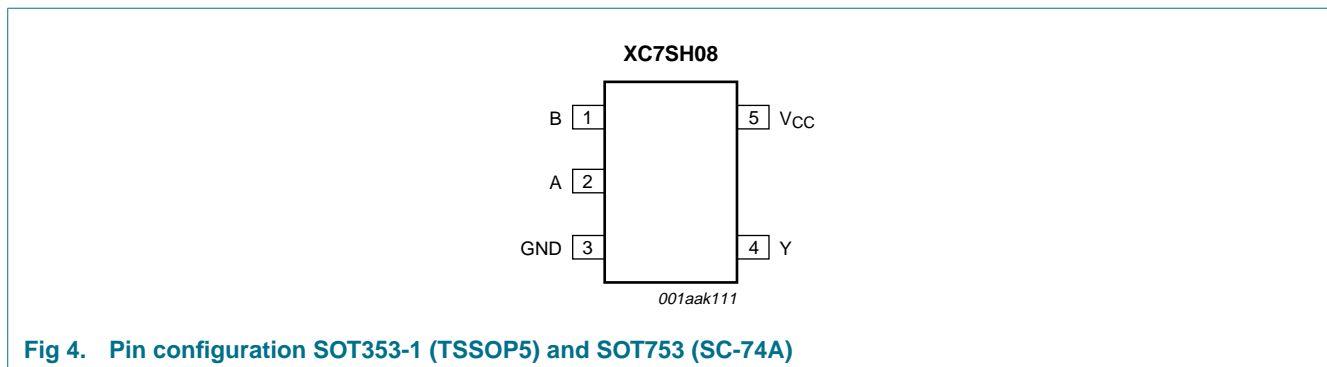 XC7SH08
B 1 5 VCC
A 2
GND 3 4 Y
001aak111
Fig 4. Pin configuration SOT353-1 (TSSOP5) and SOT753 (SC-74A)